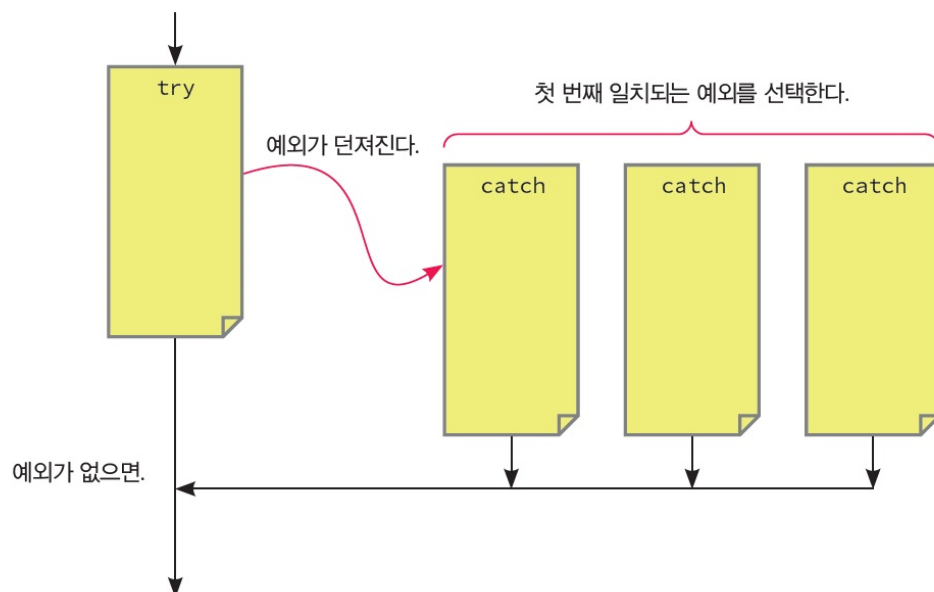 try
첫 번째 일치되는 예외를 선택한다.
예외가 던져진다.
catch
catch
catch
예외가 없으면.